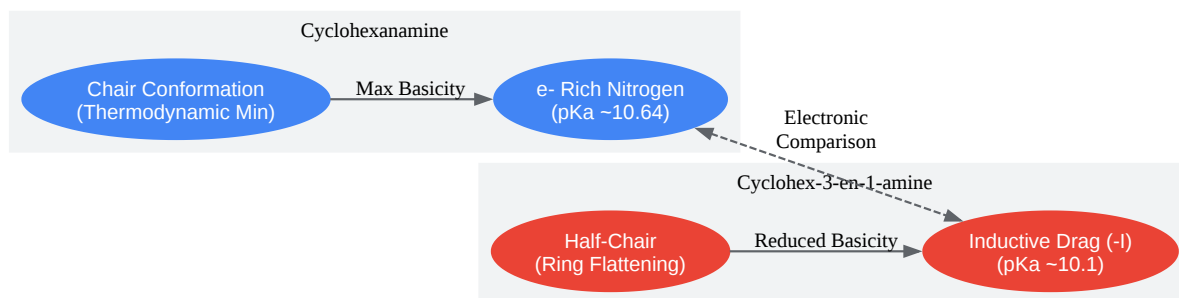 Cyclohexanamine
Chair Conformation
(Thermodynamic Min)
Max Basicity
e- Rich Nitrogen
(pKa ~10.64)
Electronic
Comparison
Cyclohex-3-en-1-amine
Half-Chair
(Ring Flattening)
Reduced Basicity
Inductive Drag (-I)
(pKa ~10.1)